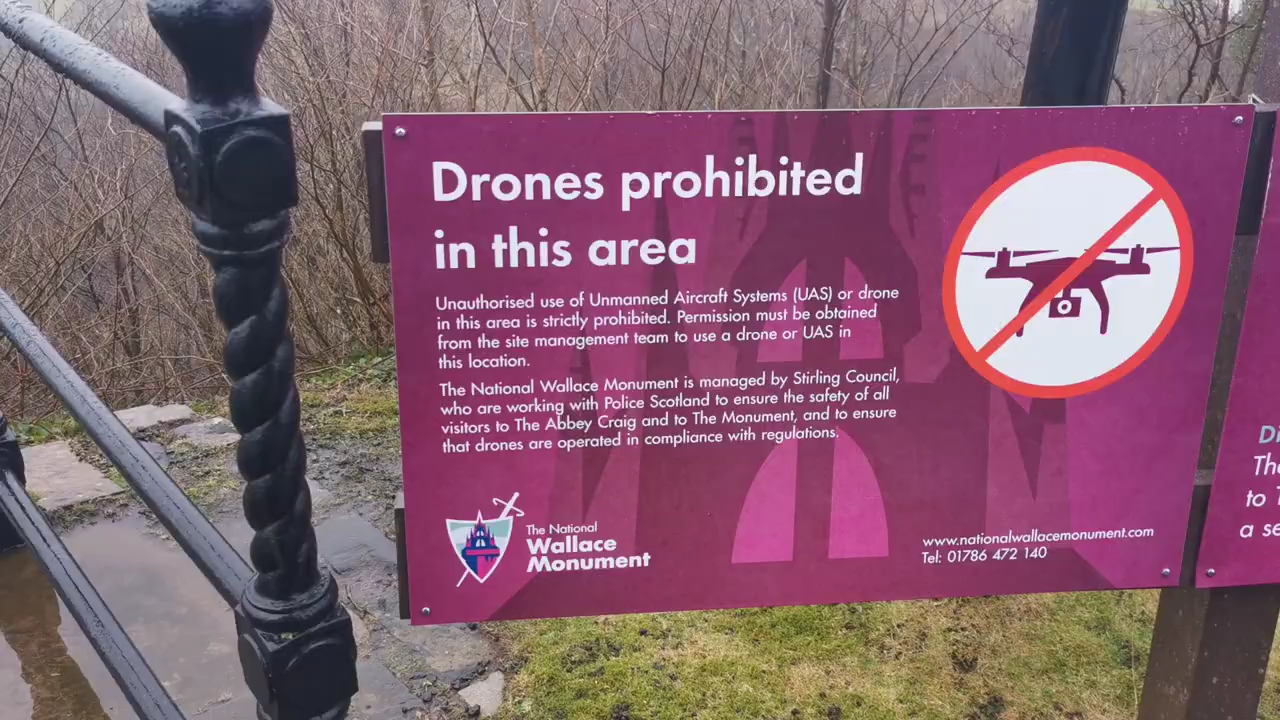 Drones prohibited
in this area
Unauthorised use of Unmanned Aircraft Systems (UAS) or drone
in this area is strictly prohibited. Permission must be obtained
from the site management team to use a drone or UAS in
this location.
The National Wallace Monument is managed by Stirling Council,
who are working with Police Scotland to ensure the safety of all
visitors to The Abbey Craig and to The Monument, and to ensure
that drones are operated in compliance with regulations.
The National
Wallace
Monument
www.nationalwallacemonument.com
Tel: 01786 472 140
to
a